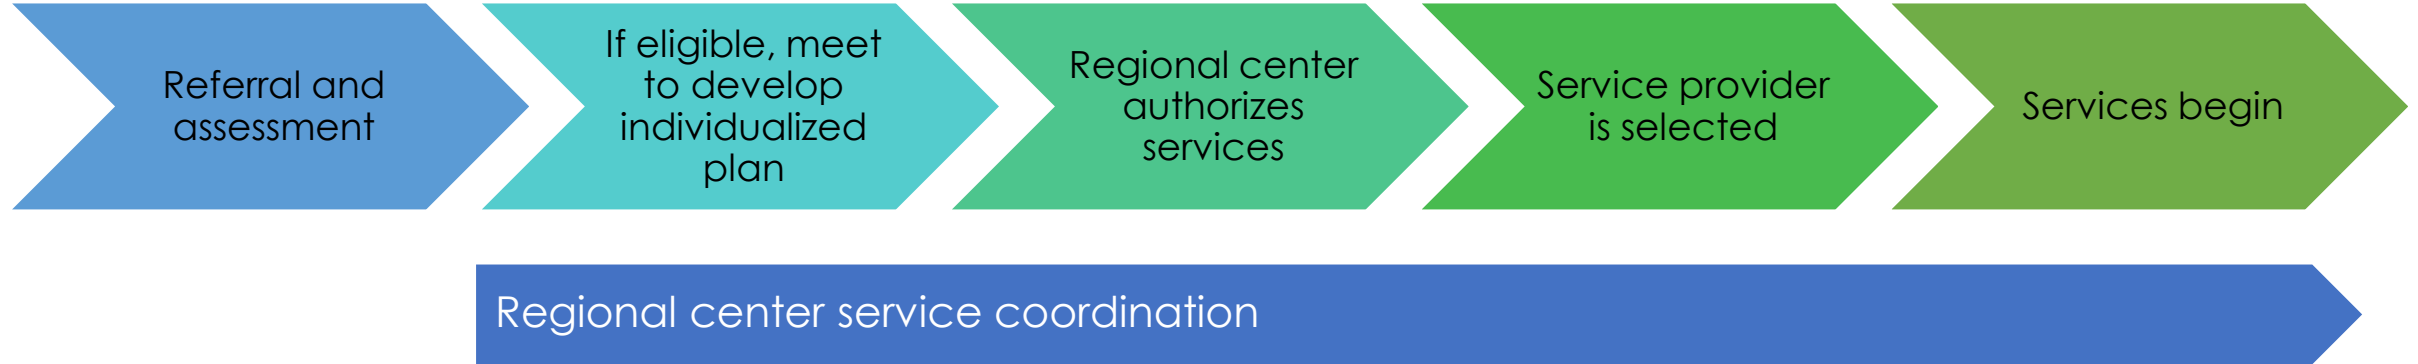 Referral and
assessment
If eligible, meet
to develop
individualized
plan
Regional center
authorizes
services
Service provider
is selected
Services begin
Regional center service coordination